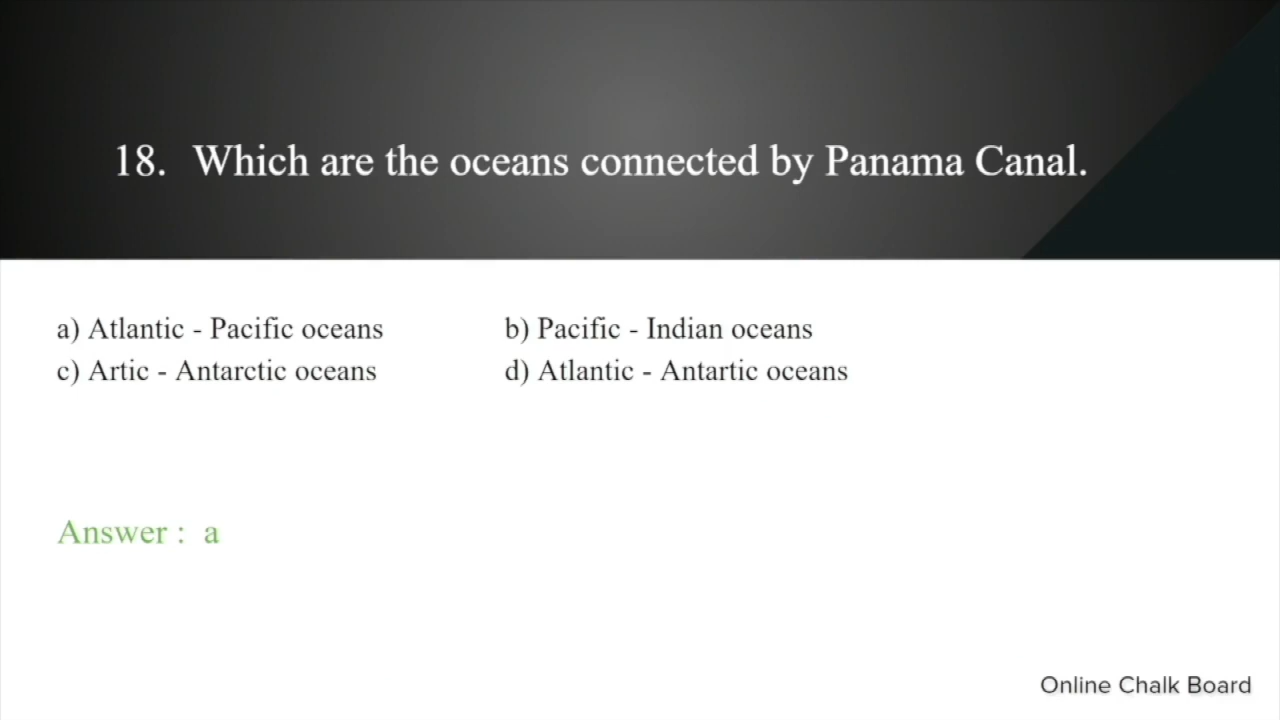 18. Which are the oceans connected by Panama Canal.
a) Atlantic - Pacific oceans b) Pacific - Indian oceans
c) Artic - Antarctic oceans d) Atlantic - Antartic oceans
Answer : a
Online Chalk Board